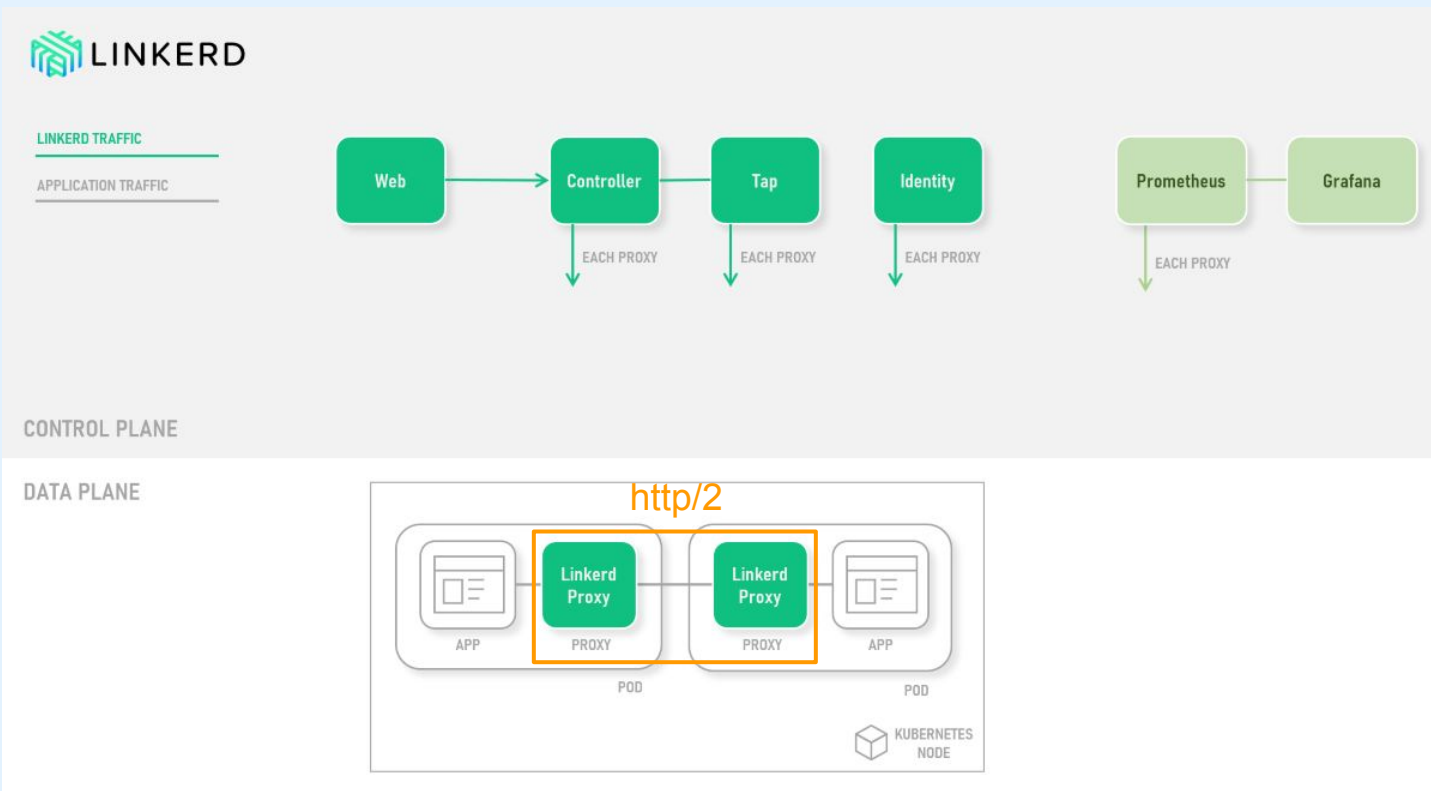 LINKERD
LINKERD TRAFFIC
APPLICATION TRAFFIC
Web
Controller
Tap
Identity
Prometheus
Grafana
EACH PROXY
EACH PROXY
EACH PROXY
EACH PROXY
CONTROL PLANE
DATA PLANE
http/2
Linkerd
Proxy
Linkerd
Proxy
APP
PROXY
PROXY
APP
POD
POD
KUBERNETES
NODE